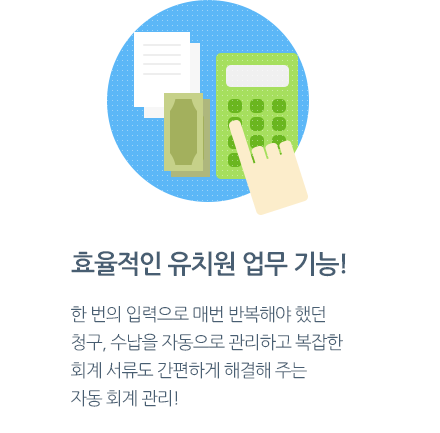 효율적인 유치원 업무 기능!
한 번의 입력으로 매번 반복해야 했던
청구, 수납을 자동으로 관리하고 복잡한
회계 서류도 간편하게 해결해 주는
자동 회계 관리!